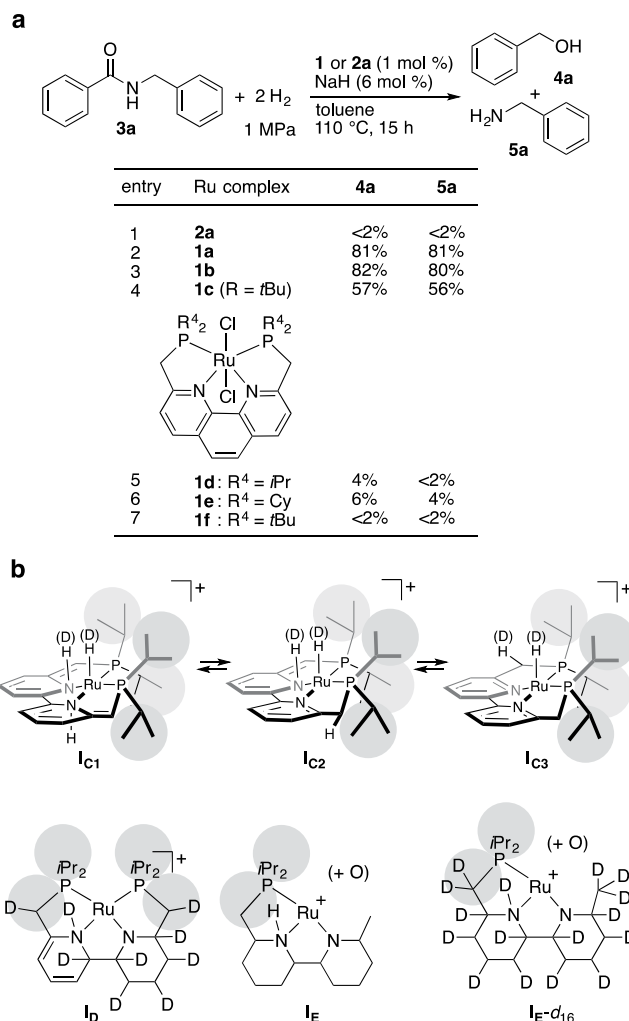 a
O
N
H
3a
+ 2 H2
1 MPa
1 or 2a (1 mol %)
NaH (6 mol %)
toluene
110 °C, 15 h
OH
4a
+
H2N
5a
entry Ru complex 4a 5a
1 2a <2% <2%
2 1a 81% 81%
3 1b 82% 80%
4 1c (R = tBu) 57% 56%
R42 Cl R42
P P
Ru
N Cl N
5 1d : R4 = iPr 4% <2%
6 1e : R4 = Cy 6% 4%
7 1f : R4 = tBu <2% <2%
b
+ + +
(D) (D) (D) (D) (D) (D)
H H H H H H
P P P
N Ru P N Ru P N Ru P
N N N
H H
IC1 IC2 IC3
iPr2 iPr2 +
P P
D D Ru D
D D
N N
D D D D
D D
ID
iPr2
P (+ O)
H Ru +
N N
IE
iPr2
P (+ O)
D D D Ru + D D D
D N N D
D D D D D D
D D D D
IE-d16